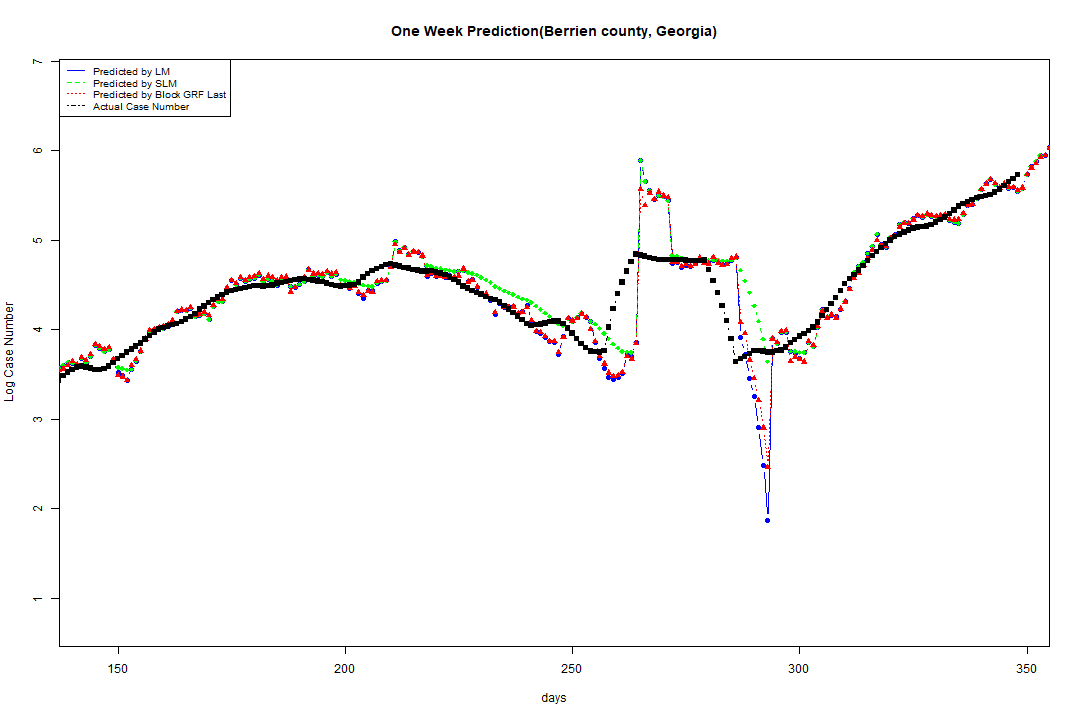 One Week Prediction(Berrien county, Georgia)
7
Predicted by LM
Predicted by SLM
Predicted by Block GRF Last
Actual Case Number
6
5
4
3
2
1
Log Case Number
150 200 250 300 350
days